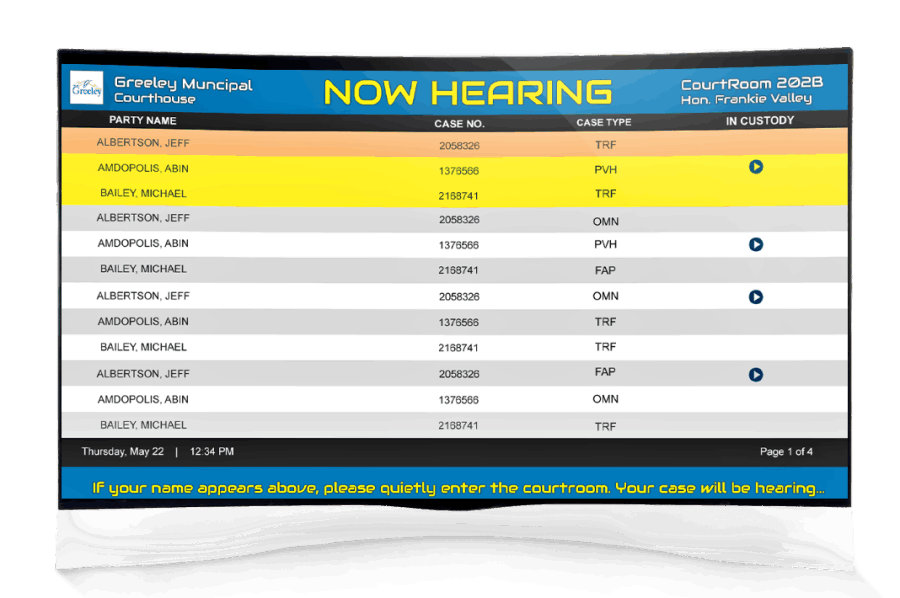 Greeley
Greeley Muncipal
Courthouse
NOW HEARING
CourtRoom 202B
Hon. Frankie Valley
PARTY NAME CASE NO. CASE TYPE IN CUSTODY
ALBERTSON, JEFF 2058326 TRF
AMDOPOLIS, ABIN 1376566 PVH
BAILEY, MICHAEL 2168741 TRF
ALBERTSON, JEFF 2058326 OMN
AMDOPOLIS, ABIN 1376566 PVH
BAILEY, MICHAEL 2168741 FAP
ALBERTSON, JEFF 2058326 OMN
AMDOPOLIS, ABIN 1376566 TRF
BAILEY, MICHAEL 2168741 TRF
ALBERTSON, JEFF 2058326 FAP
AMDOPOLIS, ABIN 1376566 OMN
BAILEY, MICHAEL 2168741 TRF
Thursday, May 22 | 12:34 PM Page 1 of 4
If your name appears above, please quietly enter the courtroom. Your case will be hearing...